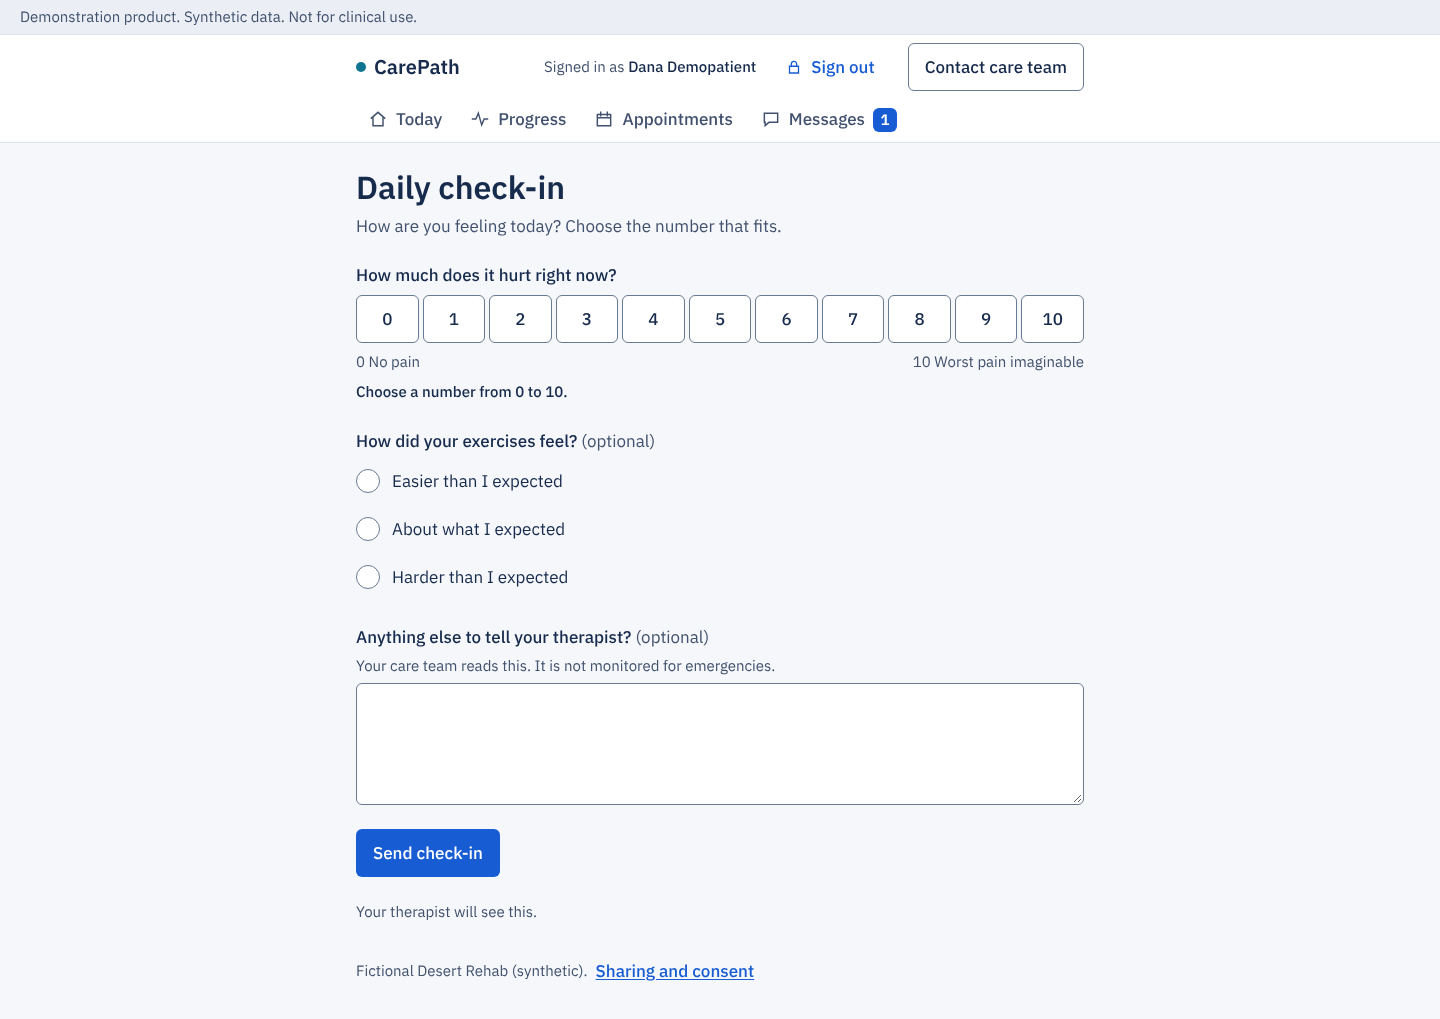 Demonstration product. Synthetic data. Not for clinical use.
CarePath
Signed in as Dana Demopatient
Sign out
Contact care team
Today
Progress
Appointments
Messages 1
Daily check-in
How are you feeling today? Choose the number that fits.
How much does it hurt right now?
0 1 2 3 4 5 6 7 8 9 10
0 No pain
10 Worst pain imaginable
Choose a number from 0 to 10.
How did your exercises feel? (optional)
Easier than I expected
About what I expected
Harder than I expected
Anything else to tell your therapist? (optional)
Your care team reads this. It is not monitored for emergencies.
Send check-in
Your therapist will see this.
Fictional Desert Rehab (synthetic). Sharing and consent